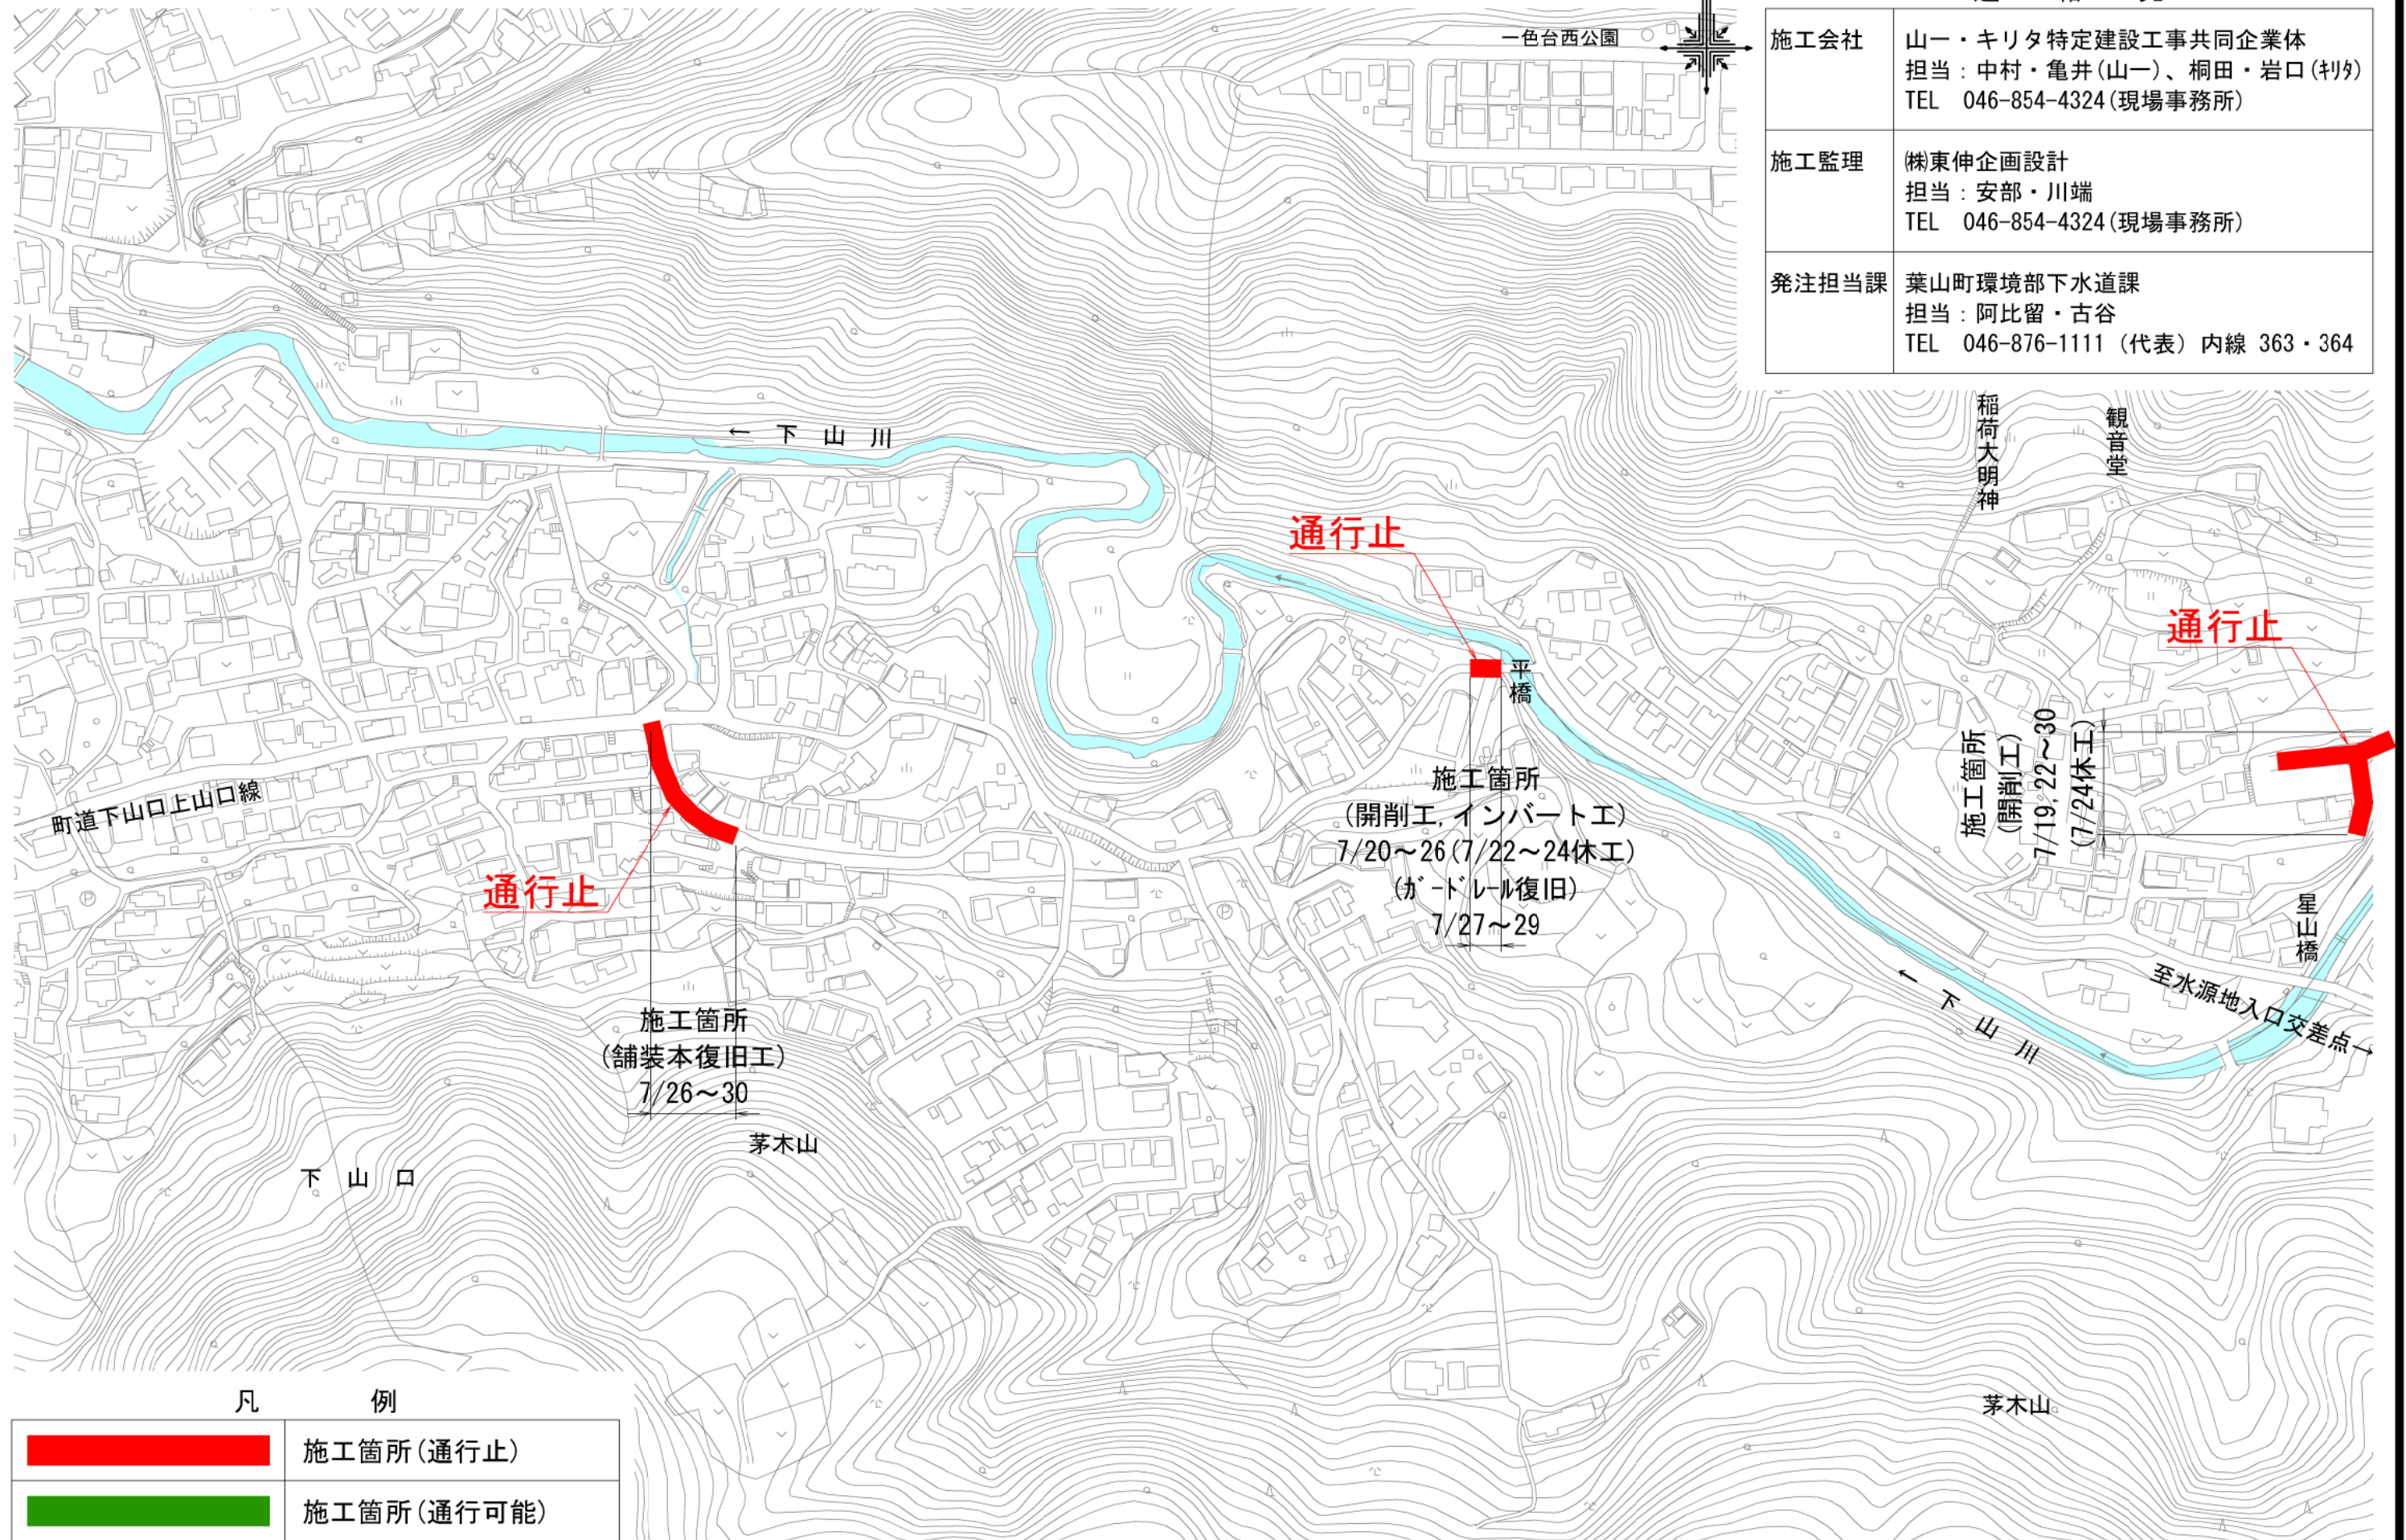 一色台西公園
施工会社
山一・キリタ特定建設工事共同企業体
担当：中村・亀井(山一)、桐田・岩口(ｷﾘﾀ)
TEL 046-854-4324(現場事務所)
施工監理
㈱東伸企画設計
担当：安部・川端
TEL 046-854-4324(現場事務所)
発注担当課
葉山町環境部下水道課
担当：阿比留・古谷
TEL 046-876-1111 (代表) 内線 363・364
稲荷大明神
観音堂
← 下 山 川
通行止
通行止
平橋
施工箇所
(開削工)
7/19,22～30
(7/24休工)
町道下山口上山口線
施工箇所
(開削工,インバート工)
7/20～26(7/22～24休工)
(ｶﾞｰﾄﾞﾚｰﾙ復旧)
7/27～29
通行止
星山橋
至水源地入口交差点→
← 下 山 川
施工箇所
(舗装本復旧工)
7/26～30
茅木山
下 山 口
茅木山
凡 例
施工箇所(通行止)
施工箇所(通行可能)